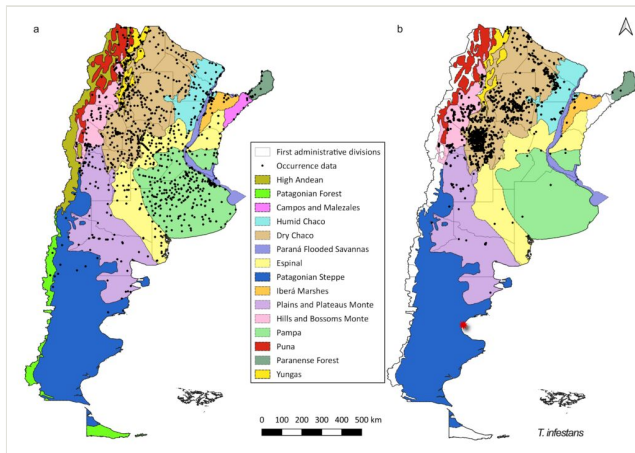 a
b
First administrative divisions
Occurrence data
High Andean
Patagonian Forest
Campos and Malezales
Humid Chaco
Dry Chaco
Paraná Flooded Savannas
Espinal
Patagonian Steppe
Iberá Marshes
Plains and Plateaus Monte
Hills and Bossoms Monte
Pampa
Puna
Paranense Forest
Yungas
0 100 200 300 400 500 km
T. infestans